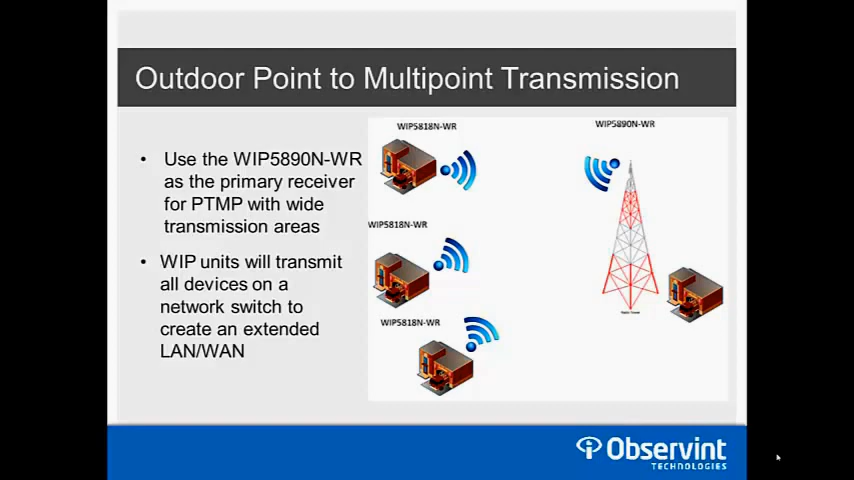 Outdoor Point to Multipoint Transmission
• Use the WIP5890N-WR
as the primary receiver
for PTMP with wide
transmission areas
• WIP units will transmit
all devices on a
network switch to
create an extended
LAN/WAN
WIP5818N-WR
WIP5890N-WR
WIP5818N-WR
WIP5818N-WR
Observint
TECHNOLOGIES